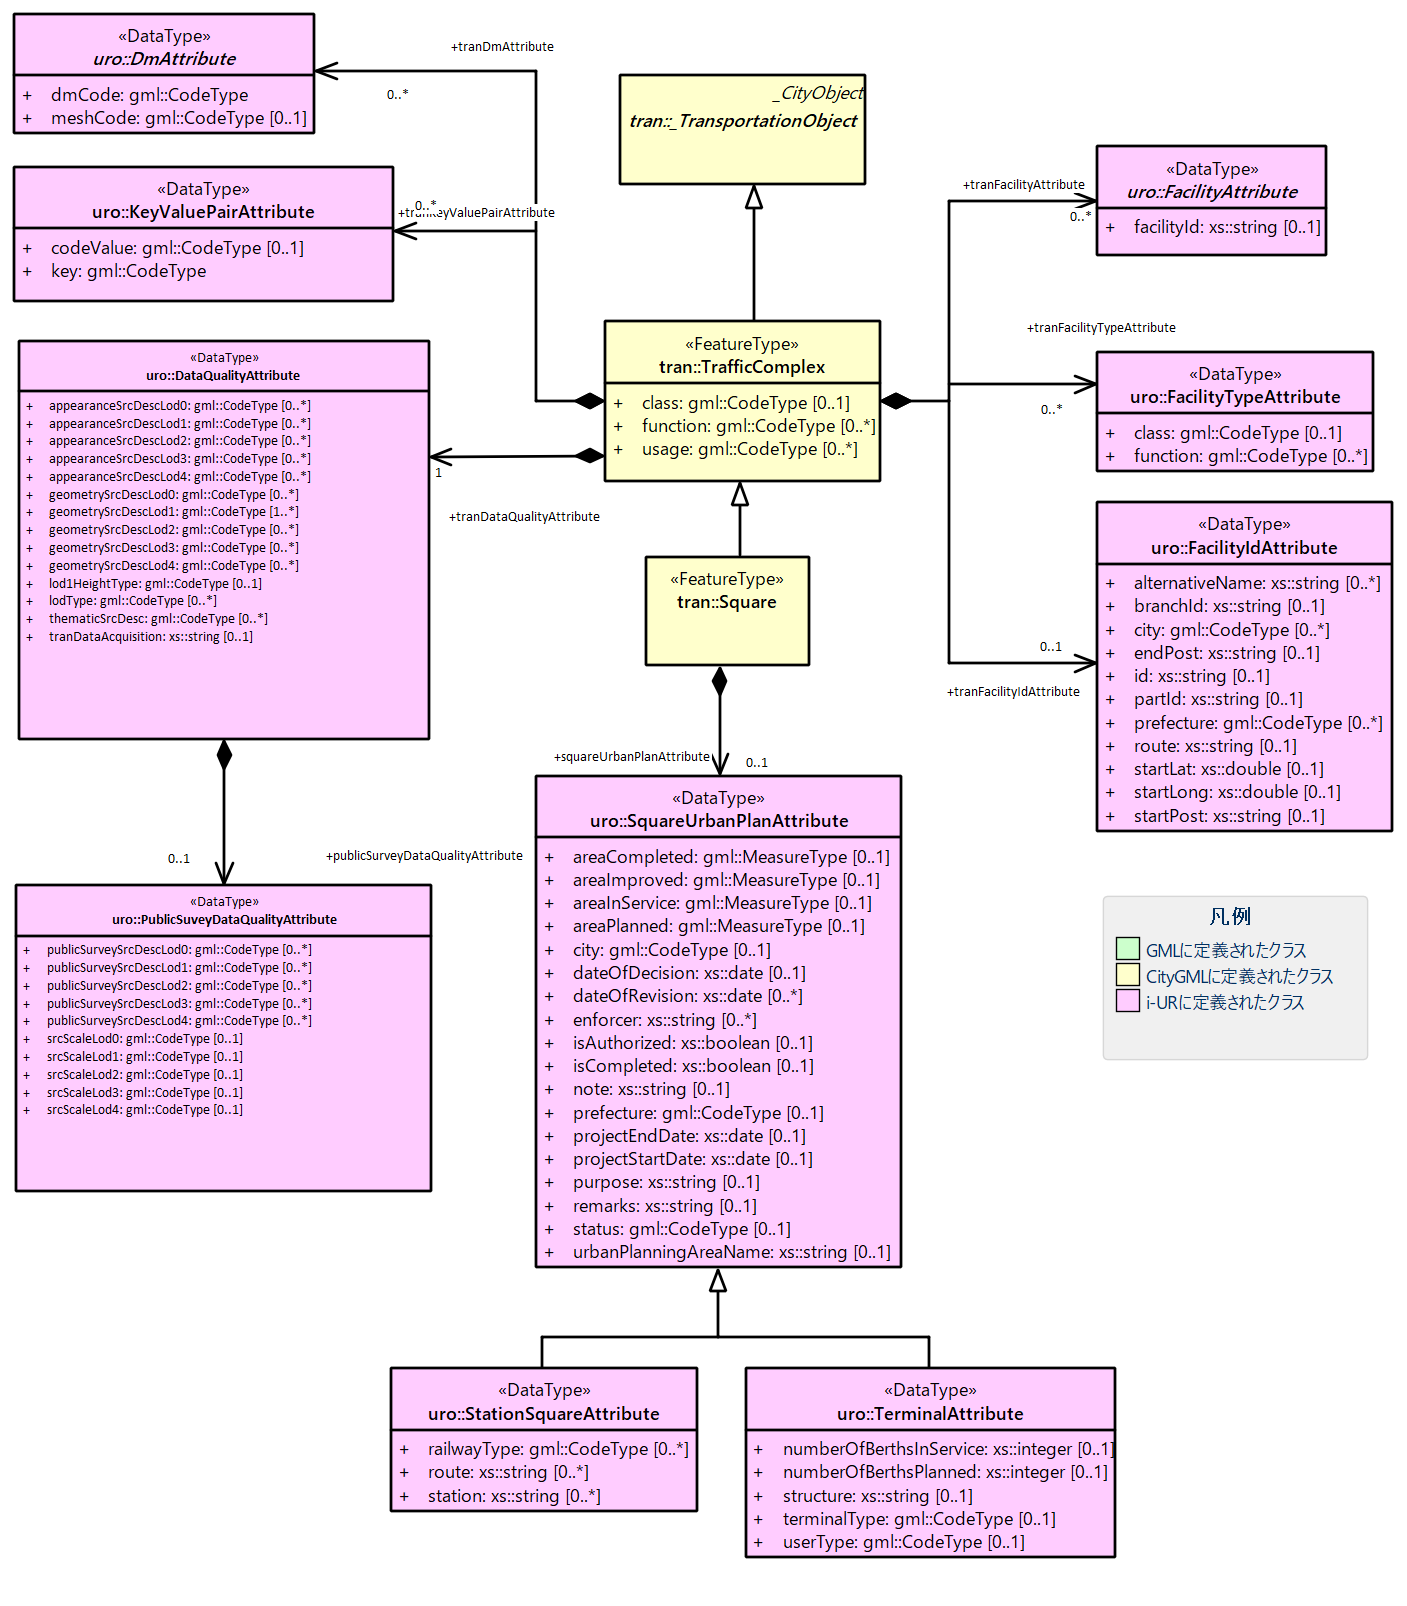 «DataType»
uro::DmAttribute
+ dmCode: gml::CodeType
+ meshCode: gml::CodeType [0..1]
+tranDmAttribute
0..*
_CityObject
tran::_TransportationObject
«DataType»
uro::KeyValuePairAttribute
+ codeValue: gml::CodeType [0..1]
+ key: gml::CodeType
0..*
+tranKeyValuePairAttribute
+tranFacilityAttribute
0..*
«DataType»
uro::FacilityAttribute
+ facilityId: xs::string [0..1]
«FeatureType»
tran::TrafficComplex
+ class: gml::CodeType [0..1]
+ function: gml::CodeType [0..*]
+ usage: gml::CodeType [0..*]
+tranFacilityTypeAttribute
0..*
«DataType»
uro::FacilityTypeAttribute
+ class: gml::CodeType [0..1]
+ function: gml::CodeType [0..*]
«DataType»
uro::DataQualityAttribute
+ appearanceSrcDescLod0: gml::CodeType [0..*]
+ appearanceSrcDescLod1: gml::CodeType [0..*]
+ appearanceSrcDescLod2: gml::CodeType [0..*]
+ appearanceSrcDescLod3: gml::CodeType [0..*]
+ appearanceSrcDescLod4: gml::CodeType [0..*]
+ geometrySrcDescLod0: gml::CodeType [0..*]
+ geometrySrcDescLod1: gml::CodeType [1..*]
+ geometrySrcDescLod2: gml::CodeType [0..*]
+ geometrySrcDescLod3: gml::CodeType [0..*]
+ geometrySrcDescLod4: gml::CodeType [0..*]
+ lod1HeightType: gml::CodeType [0..1]
+ lodType: gml::CodeType [0..*]
+ thematicSrcDesc: gml::CodeType [0..*]
+ tranDataAcquisition: xs::string [0..1]
1
+tranDataQualityAttribute
«FeatureType»
tran::Square
«DataType»
uro::FacilityIdAttribute
+ alternativeName: xs::string [0..*]
+ branchId: xs::string [0..1]
+ city: gml::CodeType [0..*]
+ endPost: xs::string [0..1]
+ id: xs::string [0..1]
+ partId: xs::string [0..1]
+ prefecture: gml::CodeType [0..*]
+ route: xs::string [0..1]
+ startLat: xs::double [0..1]
+ startLong: xs::double [0..1]
+ startPost: xs::string [0..1]
0..1
+tranFacilityIdAttribute
+squareUrbanPlanAttribute
0..1
«DataType»
uro::SquareUrbanPlanAttribute
+ areaCompleted: gml::MeasureType [0..1]
+ areaImproved: gml::MeasureType [0..1]
+ areaInService: gml::MeasureType [0..1]
+ areaPlanned: gml::MeasureType [0..1]
+ city: gml::CodeType [0..1]
+ dateOfDecision: xs::date [0..1]
+ dateOfRevision: xs::date [0..*]
+ enforcer: xs::string [0..*]
+ isAuthorized: xs::boolean [0..1]
+ isCompleted: xs::boolean [0..1]
+ note: xs::string [0..1]
+ prefecture: gml::CodeType [0..1]
+ projectEndDate: xs::date [0..1]
+ projectStartDate: xs::date [0..1]
+ purpose: xs::string [0..1]
+ remarks: xs::string [0..1]
+ status: gml::CodeType [0..1]
+ urbanPlanningAreaName: xs::string [0..1]
0..1
+publicSurveyDataQualityAttribute
«DataType»
uro::PublicSuveyDataQualityAttribute
+ publicSurveySrcDescLod0: gml::CodeType [0..*]
+ publicSurveySrcDescLod1: gml::CodeType [0..*]
+ publicSurveySrcDescLod2: gml::CodeType [0..*]
+ publicSurveySrcDescLod3: gml::CodeType [0..*]
+ publicSurveySrcDescLod4: gml::CodeType [0..*]
+ srcScaleLod0: gml::CodeType [0..1]
+ srcScaleLod1: gml::CodeType [0..1]
+ srcScaleLod2: gml::CodeType [0..1]
+ srcScaleLod3: gml::CodeType [0..1]
+ srcScaleLod4: gml::CodeType [0..1]
凡例
GMLに定義されたクラス
CityGMLに定義されたクラス
i-URに定義されたクラス
«DataType»
uro::StationSquareAttribute
+ railwayType: gml::CodeType [0..*]
+ route: xs::string [0..*]
+ station: xs::string [0..*]
«DataType»
uro::TerminalAttribute
+ numberOfBerthsInService: xs::integer [0..1]
+ numberOfBerthsPlanned: xs::integer [0..1]
+ structure: xs::string [0..1]
+ terminalType: gml::CodeType [0..1]
+ userType: gml::CodeType [0..1]